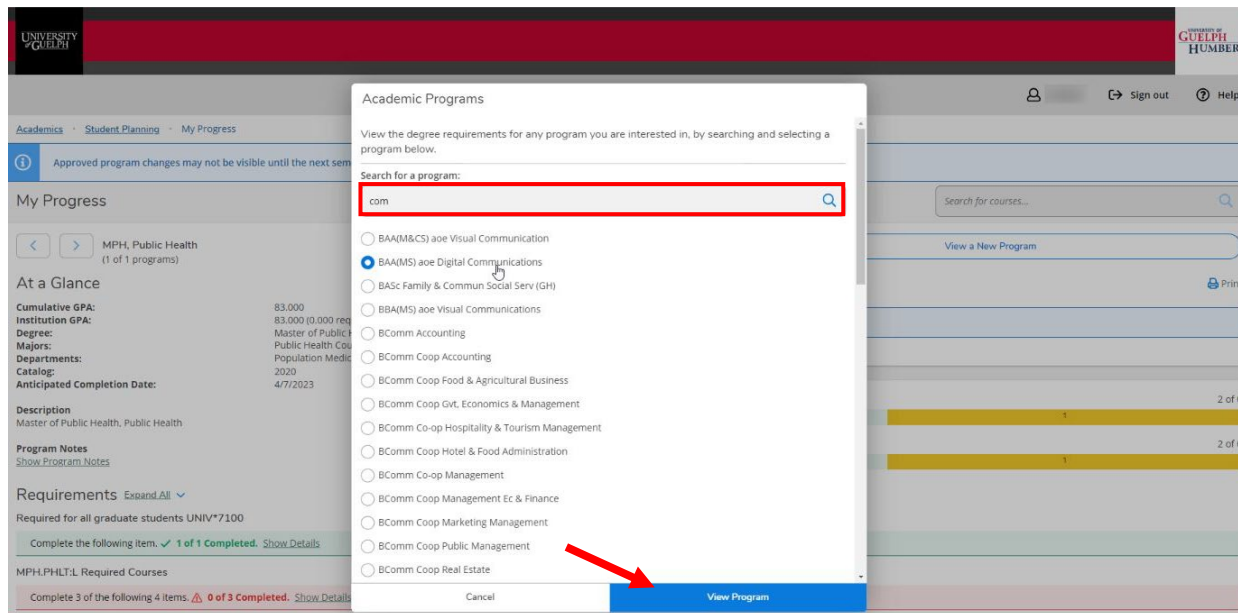 UNIVERSITY
of GUELPH
UNIVERSITY of
GUELPH
HUMBER
Sign out
Help
Academics · Student Planning · My Progress
Approved program changes may not be visible until the next sem
My Progress
Search for courses...
MPH, Public Health
(1 of 1 programs)
View a New Program
At a Glance
Prin
Cumulative GPA: 83.000
Institution GPA: 83.000 (0.000 req
Degree: Master of Public H
Majors: Public Health Cou
Departments: Population Medic
Catalog: 2020
Anticipated Completion Date: 4/7/2023
Description
Master of Public Health, Public Health
2 of
1
Program Notes
Show Program Notes
2 of
1
Requirements Expand All
Required for all graduate students UNIV*7100
Complete the following item. ✓ 1 of 1 Completed. Show Details
MPH.PHLT:L Required Courses
Complete 3 of the following 4 items. ⚠ 0 of 3 Completed. Show Details
Academic Programs
View the degree requirements for any program you are interested in, by searching and selecting a
program below.
Search for a program:
com
BAA(M&CS) aoe Visual Communication
BAA(MS) aoe Digital Communications
BASc Family & Commun Social Serv (GH)
BBA(MS) aoe Visual Communications
BComm Accounting
BComm Coop Accounting
BComm Coop Food & Agricultural Business
BComm Coop Gvt, Economics & Management
BComm Co-op Hospitality & Tourism Management
BComm Coop Hotel & Food Administration
BComm Co-op Management
BComm Coop Management Ec & Finance
BComm Coop Marketing Management
BComm Coop Public Management
BComm Coop Real Estate
Cancel
View Program